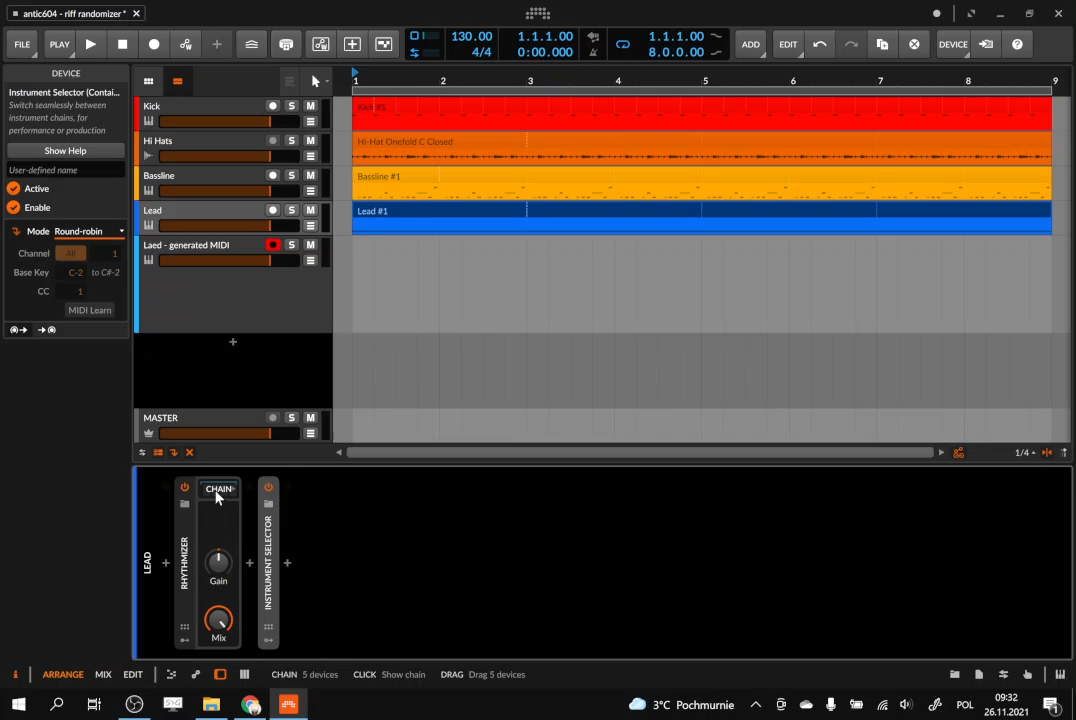 antic604 - riff randomizer*
FILE
PLAY
130.00
4/4
1.1.1.00
0:00.000
1.1.1.00
8.0.0.00
ADD
EDIT
DEVICE
DEVICE
Instrument Selector (Contai...
Switch seamlessly between
instrument chains, for
performance or production
Show Help
User-defined name
Active
Enable
Mode Round-robin
Channel All 1
Base Key C-2 to C#-2
CC 1
MIDI Learn
1 2 3 4 5 6 7 8 9
Kick S M
Kick #1
Hi Hats S M
Hi-Hat Onefold C Closed
Bassline S M
Bassline #1
Lead S M
Lead #1
Laed - generated MIDI S M
MASTER S M
1/4
LEAD
RHYTHMIZER
CHAIN
Gain
Mix
INSTRUMENT SELECTOR
ARRANGE MIX EDIT
CHAIN 5 devices CLICK Show chain DRAG Drag 5 devices
3°C Pochmurnie
POL
09:32
26.11.2021
1